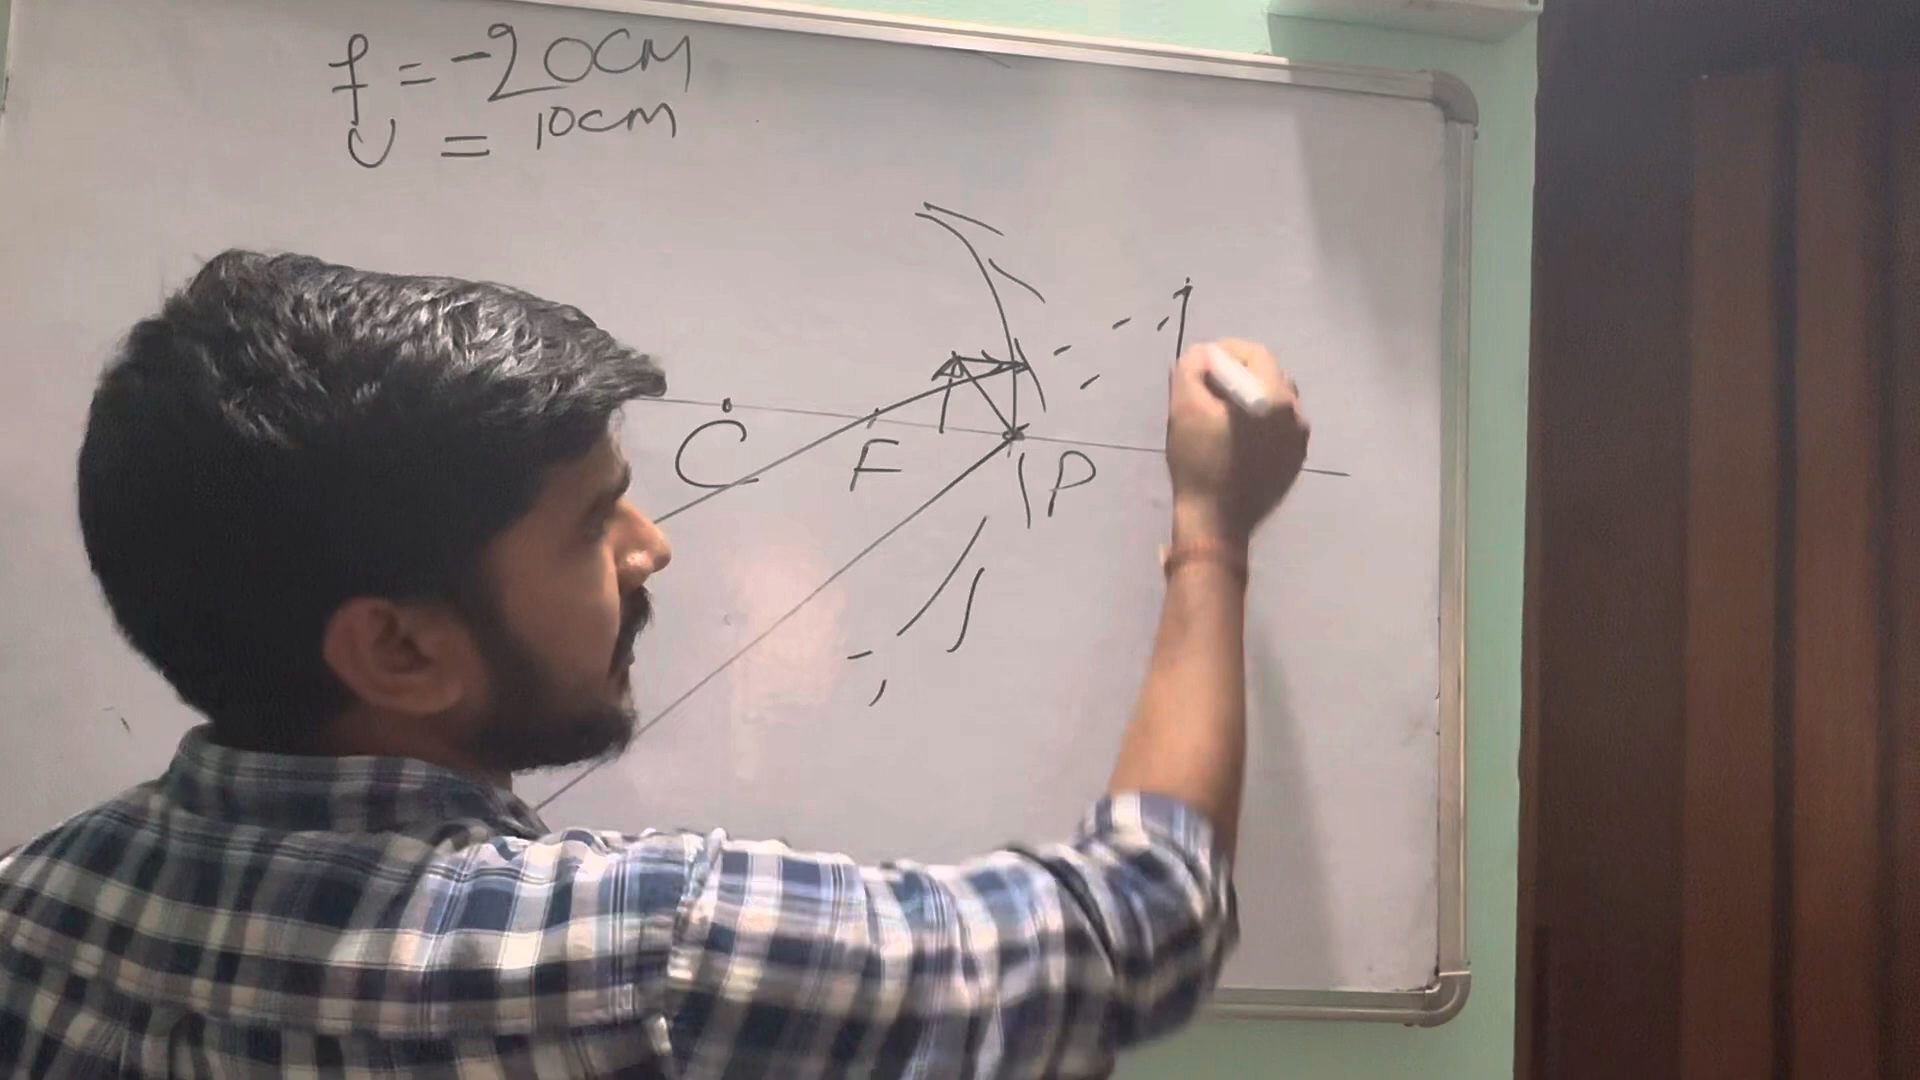 f = -20CM
U = 10cm
C
F
P